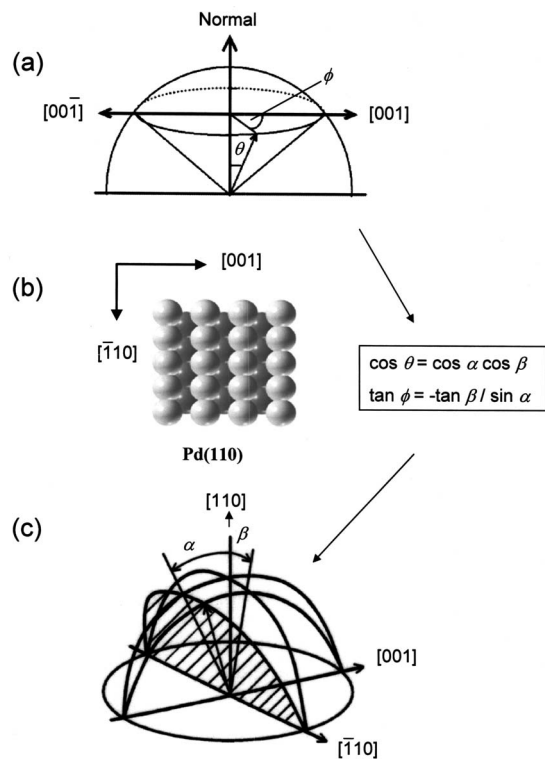 Normal
(a)
ϕ
[001̄]
[001]
θ
(b)
[001]
[1̄10]
Pd(110)
cos θ = cos α cos β
tan ϕ = -tan β / sin α
(c)
[110]
α
β
[001]
[1̄10]